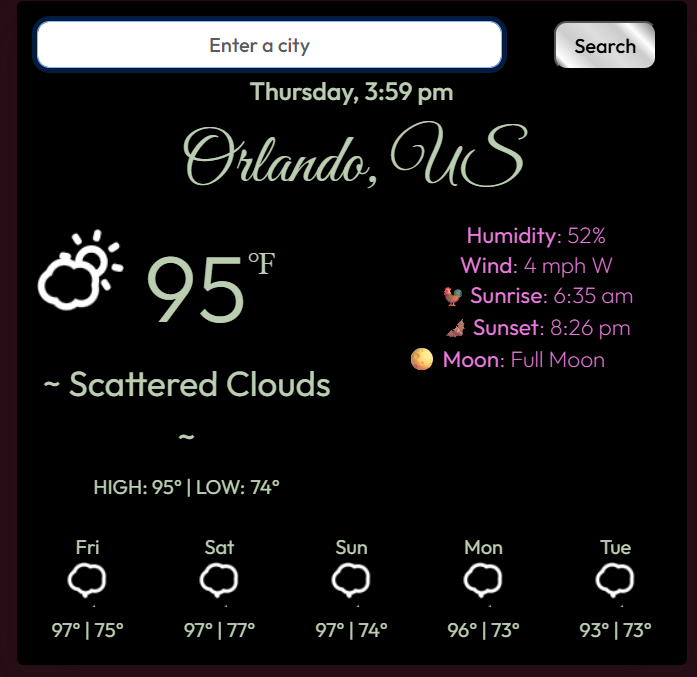 Enter a city
Search
Thursday, 3:59 pm
Orlando, US
95°F
~ Scattered Clouds
~
HIGH: 95° | LOW: 74°
Humidity: 52%
Wind: 4 mph W
Sunrise: 6:35 am
Sunset: 8:26 pm
Moon: Full Moon
Fri
Sat
Sun
Mon
Tue
97° | 75°
97° | 77°
97° | 74°
96° | 73°
93° | 73°